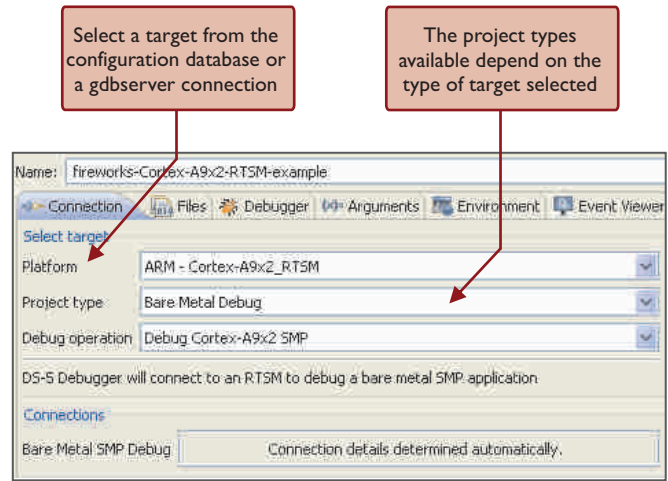 Select a target from the
configuration database or
a gdbserver connection
The project types
available depend on the
type of target selected
Name: fireworks-Cortex-A9x2-RTSM-example
Connection Files Debugger Arguments Environment Event Viewer
Select target
Platform ARM - Cortex-A9x2_RTSM
Project type Bare Metal Debug
Debug operation Debug Cortex-A9x2 SMP
DS-5 Debugger will connect to an RTSM to debug a bare metal SMP application
Connections
Bare Metal SMP Debug Connection details determined automatically.